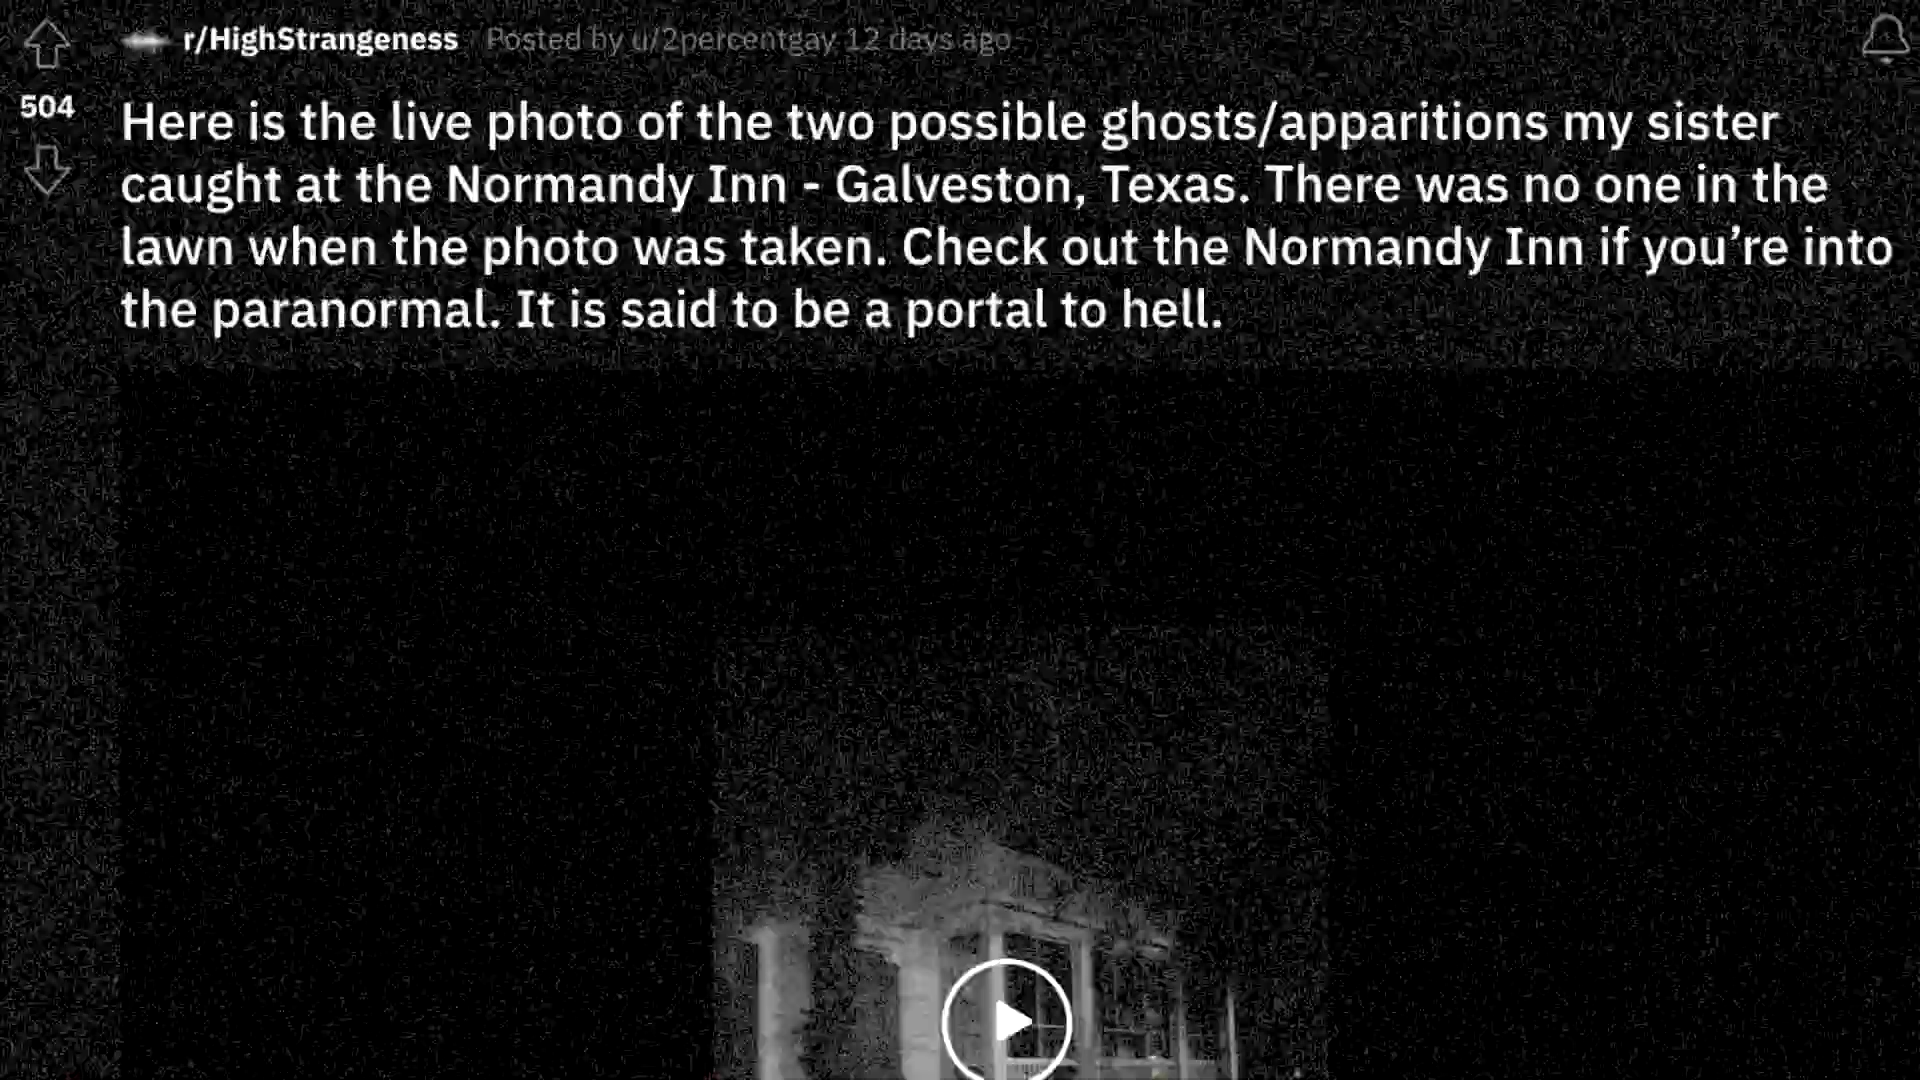 r/HighStrangeness Posted by u/2percentgay 12 days ago
504
Here is the live photo of the two possible ghosts/apparitions my sister
caught at the Normandy Inn - Galveston, Texas. There was no one in the
lawn when the photo was taken. Check out the Normandy Inn if you’re into
the paranormal. It is said to be a portal to hell.